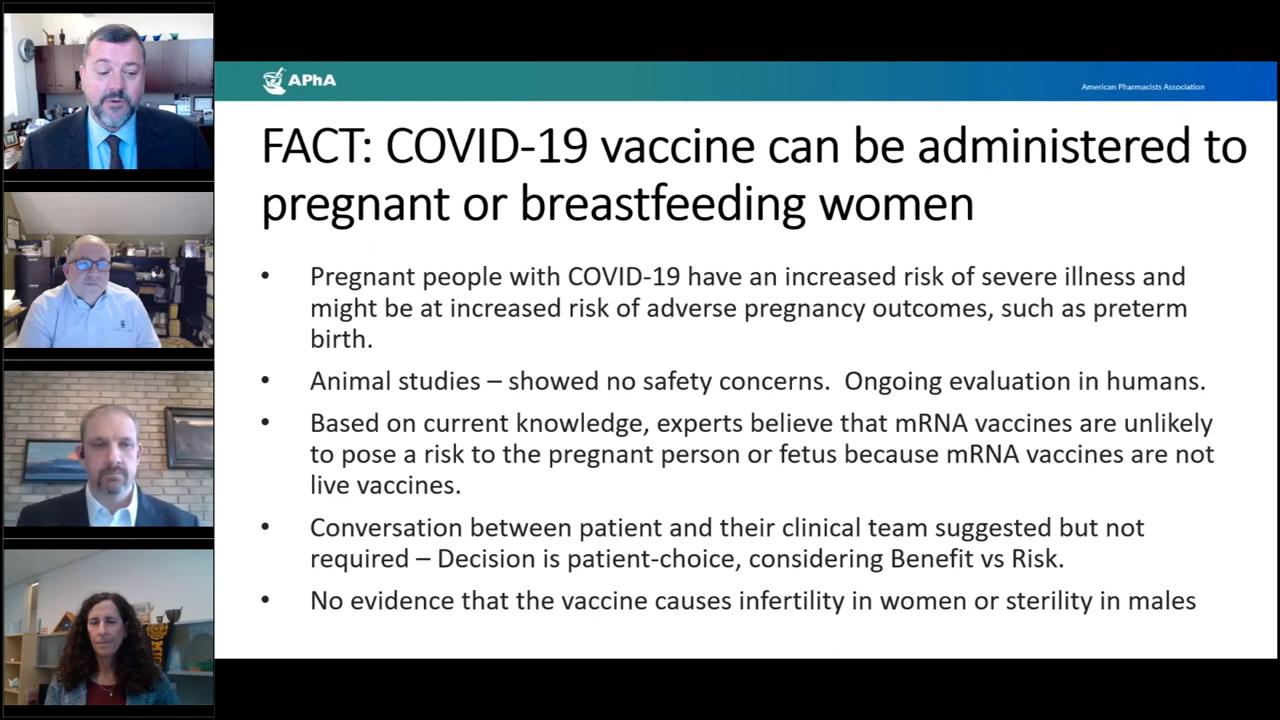 APhA
American Pharmacists Association
FACT: COVID-19 vaccine can be administered to
pregnant or breastfeeding women
• Pregnant people with COVID-19 have an increased risk of severe illness and
might be at increased risk of adverse pregnancy outcomes, such as preterm
birth.
• Animal studies – showed no safety concerns.  Ongoing evaluation in humans.
• Based on current knowledge, experts believe that mRNA vaccines are unlikely
to pose a risk to the pregnant person or fetus because mRNA vaccines are not
live vaccines.
• Conversation between patient and their clinical team suggested but not
required – Decision is patient-choice, considering Benefit vs Risk.
• No evidence that the vaccine causes infertility in women or sterility in males